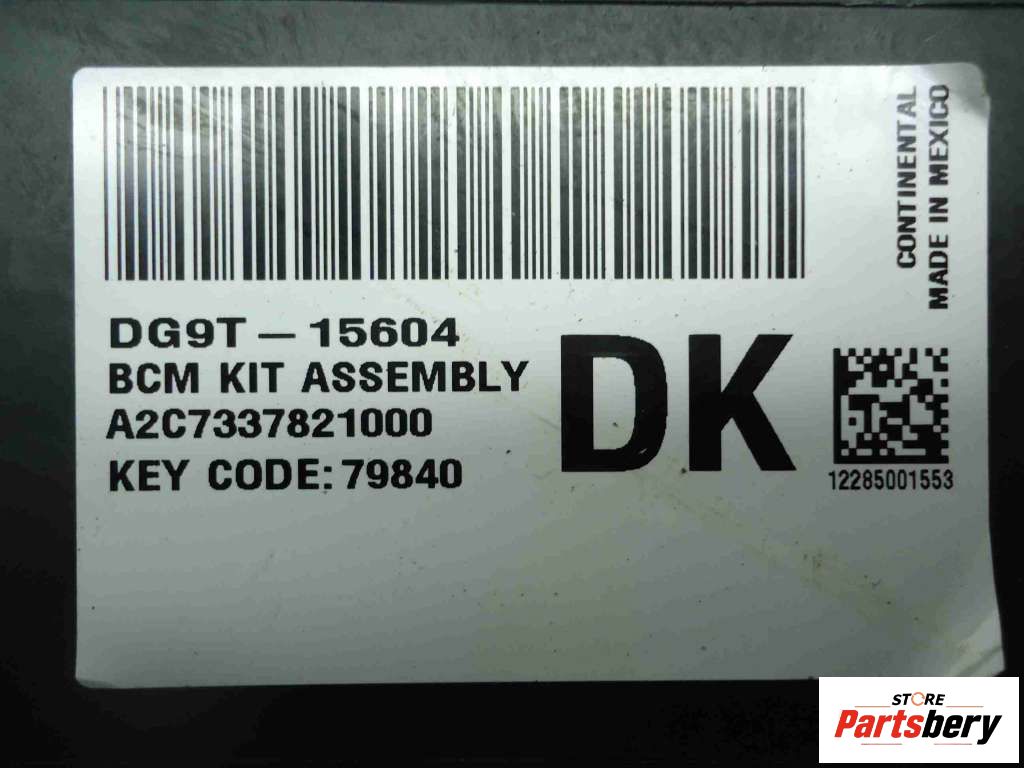 CONTINENTAL
MADE IN MEXICO
DG9T-15604
BCM KIT ASSEMBLY
A2C7337821000
KEY CODE: 79840
DK
12285001553
STORE
Partsbery